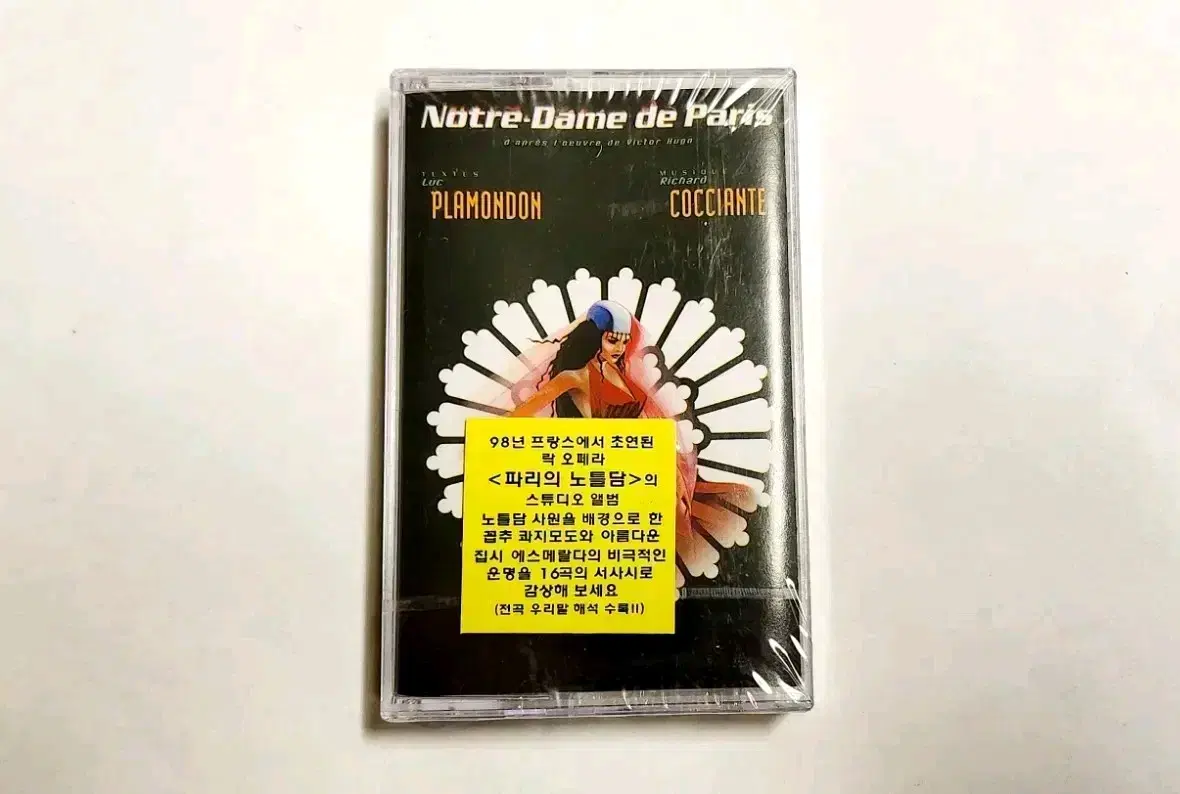 Notre-Dame de Paris
d'après l'oeuvre de Victor Hugo
TEXTES
Luc
PLAMONDON
MUSIQUE
Richard
COCCIANTE
98년 프랑스에서 초연된
락 오페라
<파리의 노틀담>의
스튜디오 앨범
노틀담 사원을 배경으로 한
꼽추 콰지모도와 아름다운
집시 에스메랄다의 비극적인
운명을 16곡의 서사시로
감상해 보세요
(전곡 우리말 해석 수록!!)